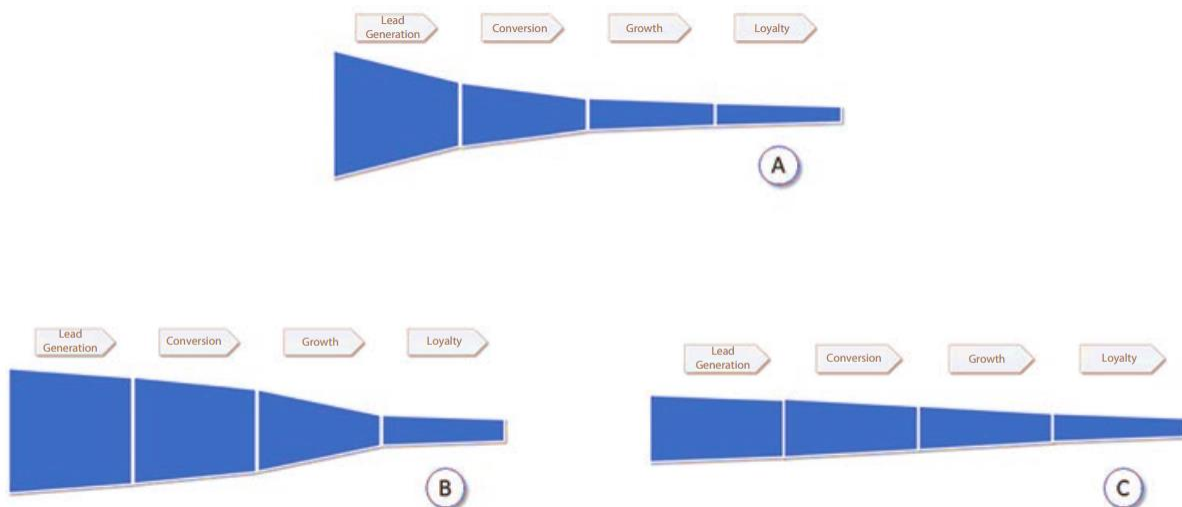 Lead
Generation
Conversion
Growth
Loyalty
A
Lead
Generation
Conversion
Growth
Loyalty
B
Lead
Generation
Conversion
Growth
Loyalty
C